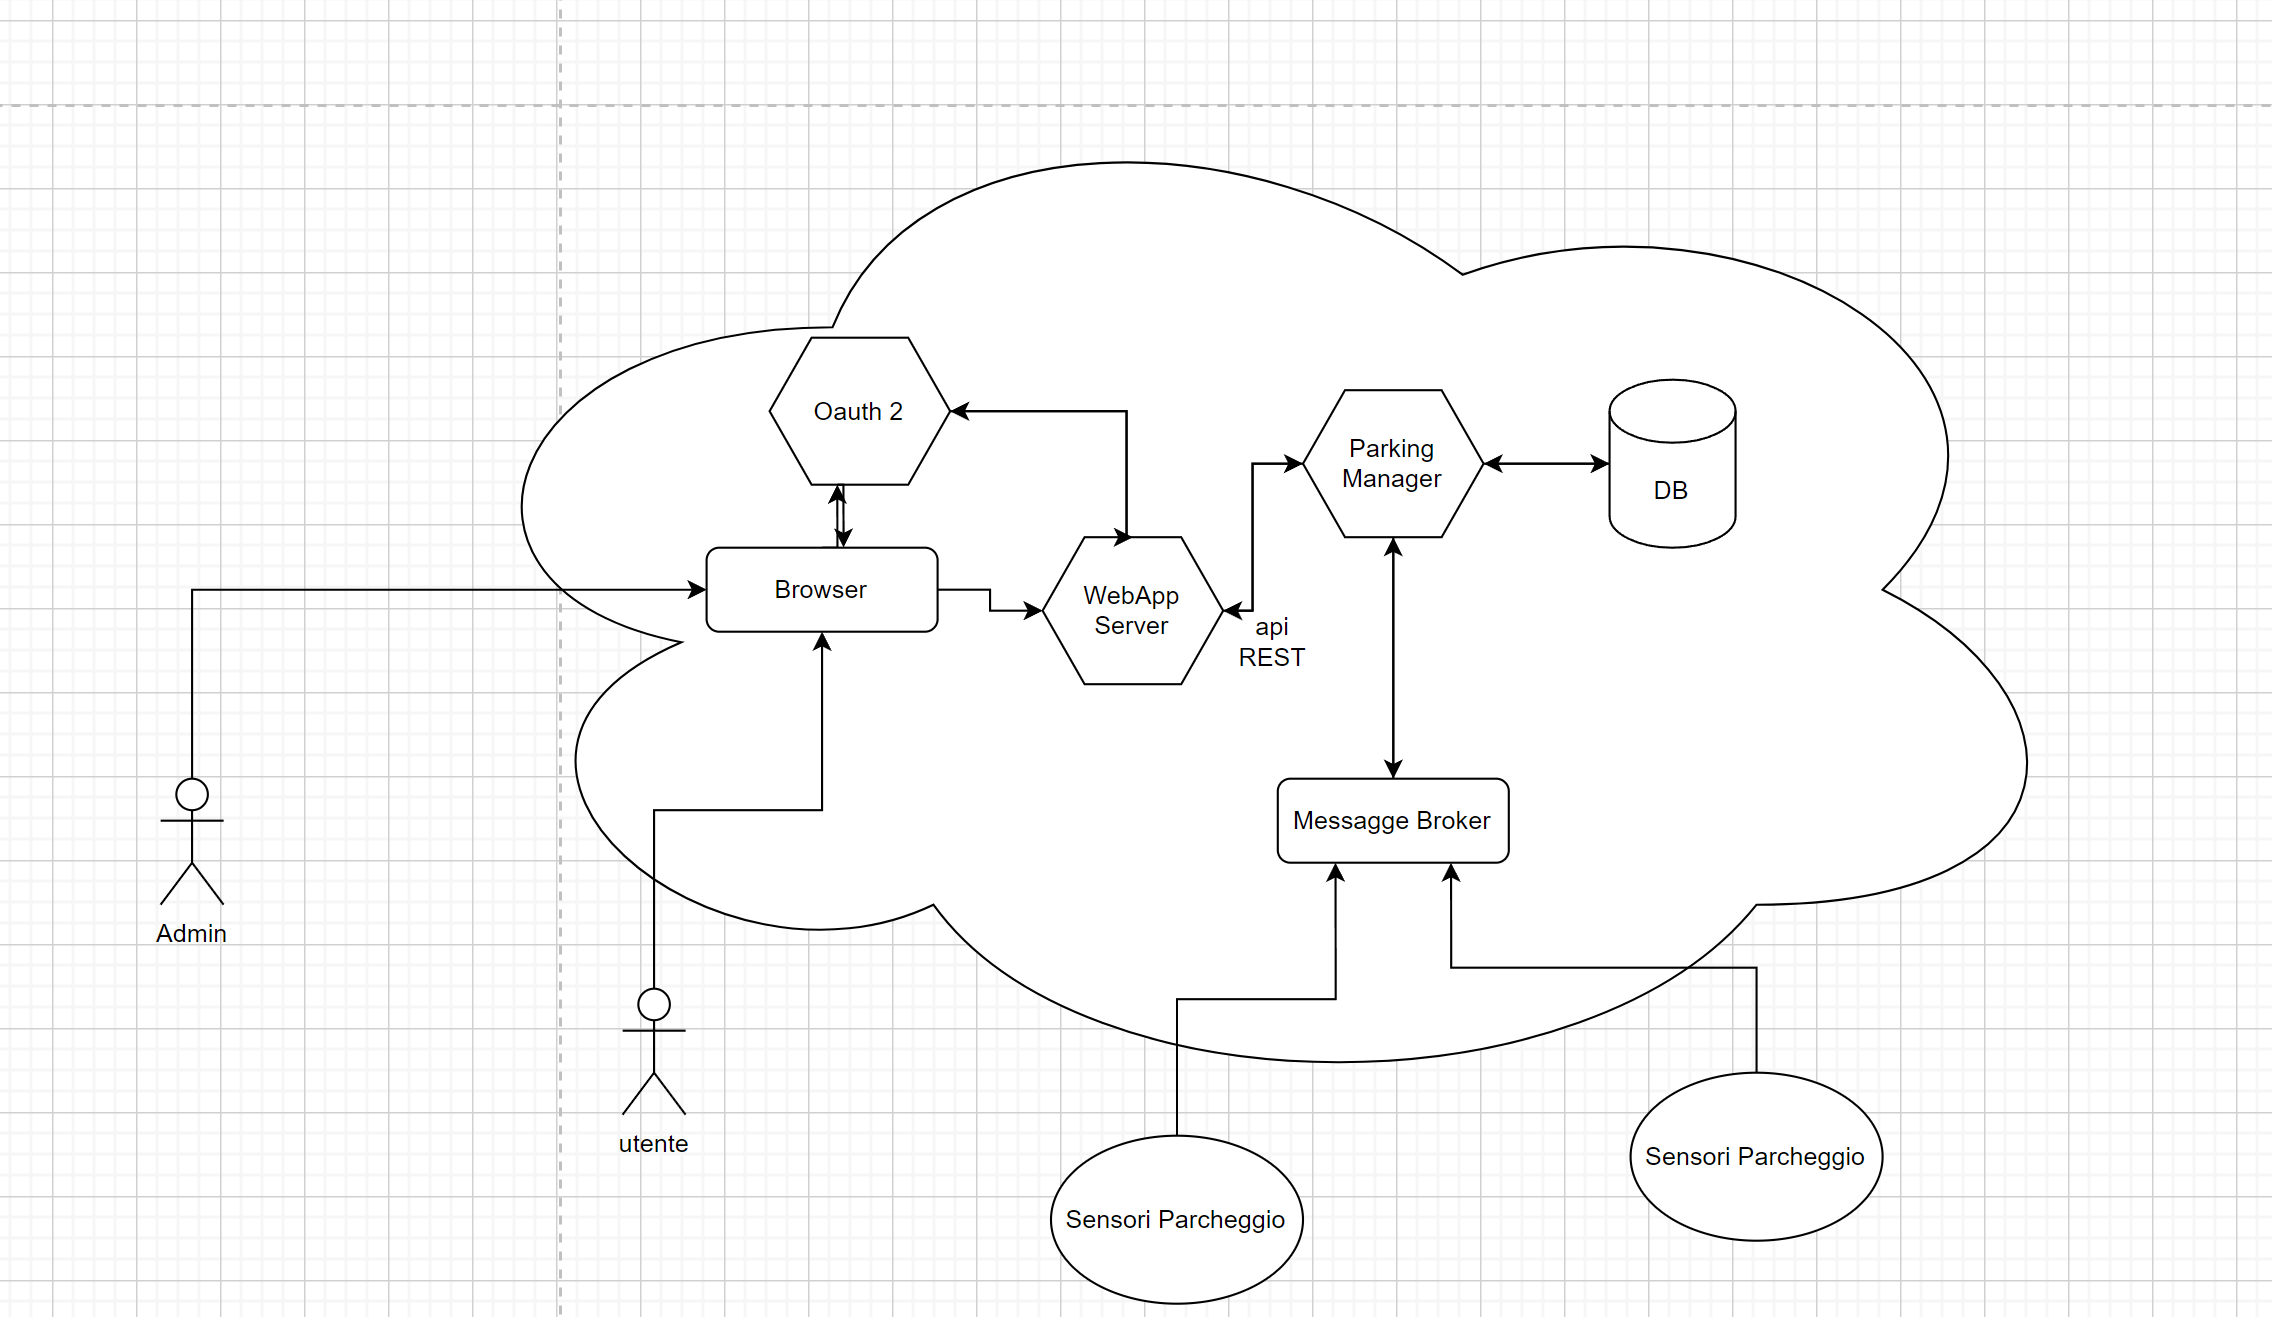 Oauth 2
Parking
Manager
DB
Browser
WebApp
Server
api
REST
Messagge Broker
Admin
utente
Sensori Parcheggio
Sensori Parcheggio